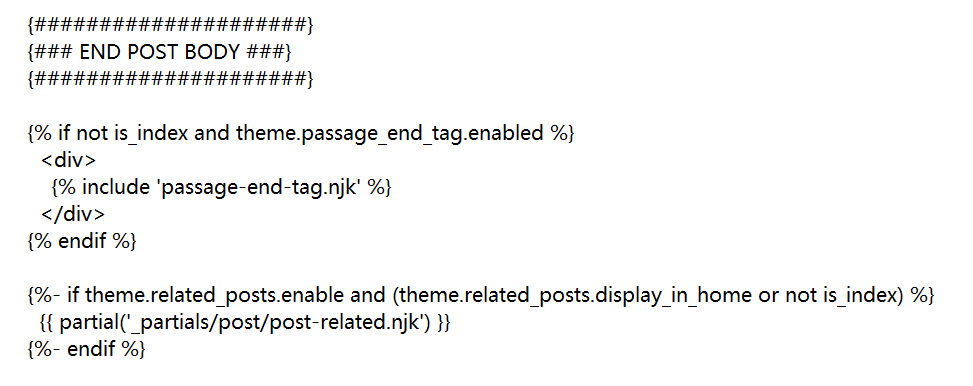 {#####################}
{### END POST BODY ###}
{#####################}

{% if not is_index and theme.passage_end_tag.enabled %}
  <div>
    {% include 'passage-end-tag.njk' %}
  </div>
{% endif %}

{%- if theme.related_posts.enable and (theme.related_posts.display_in_home or not is_index) %}
  {{ partial('_partials/post/post-related.njk') }}
{%- endif %}